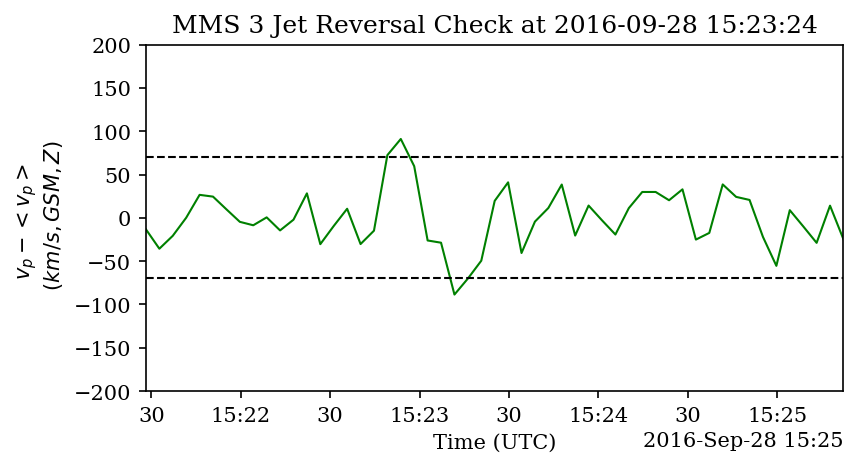 MMS 3 Jet Reversal Check at 2016-09-28 15:23:24
v_p − < v_p >
(km/s, GSM, Z)
200
150
100
50
0
−50
−100
−150
−200
30 15:22 30 15:23 30 15:24 30 15:25
Time (UTC)
2016-Sep-28 15:25